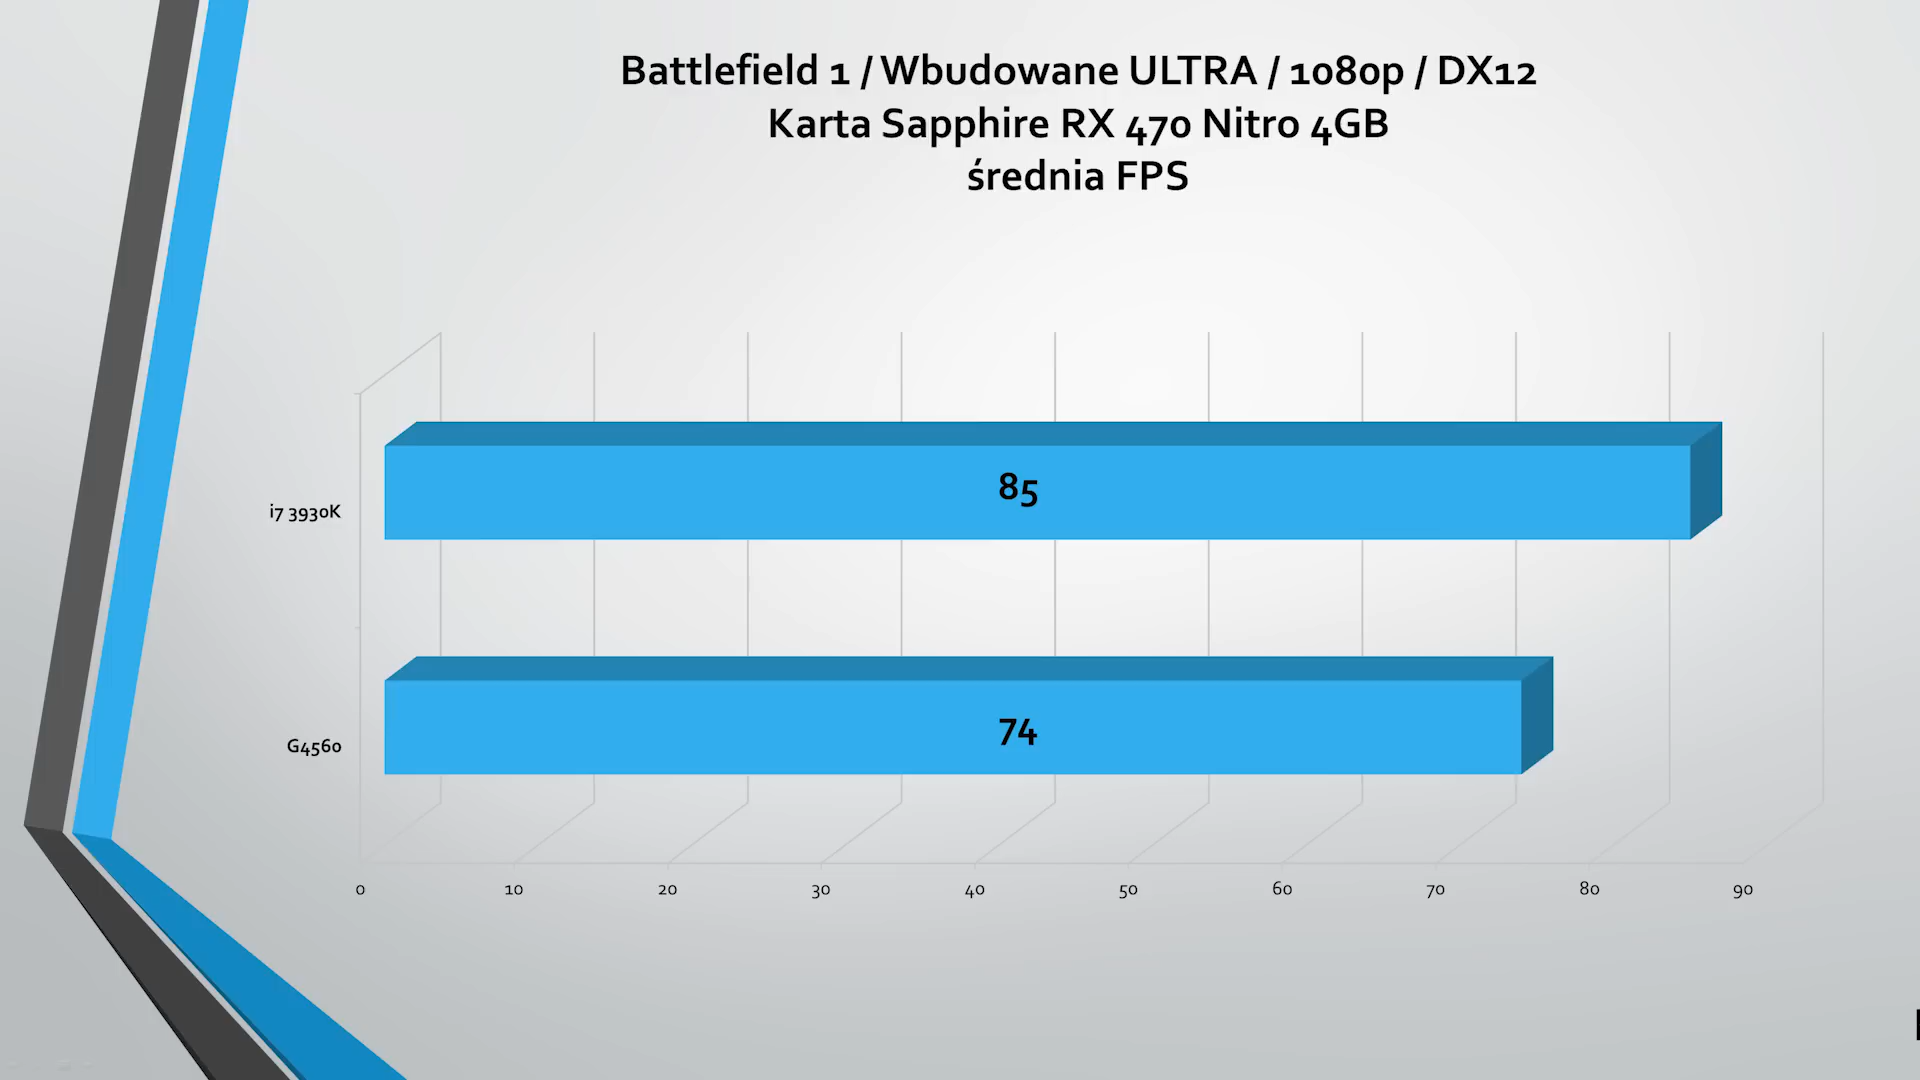 Battlefield 1 / Wbudowane ULTRA / 1080p / DX12
Karta Sapphire RX 470 Nitro 4GB
średnia FPS
i7 3930K
85
G4560
74
0 10 20 30 40 50 60 70 80 90